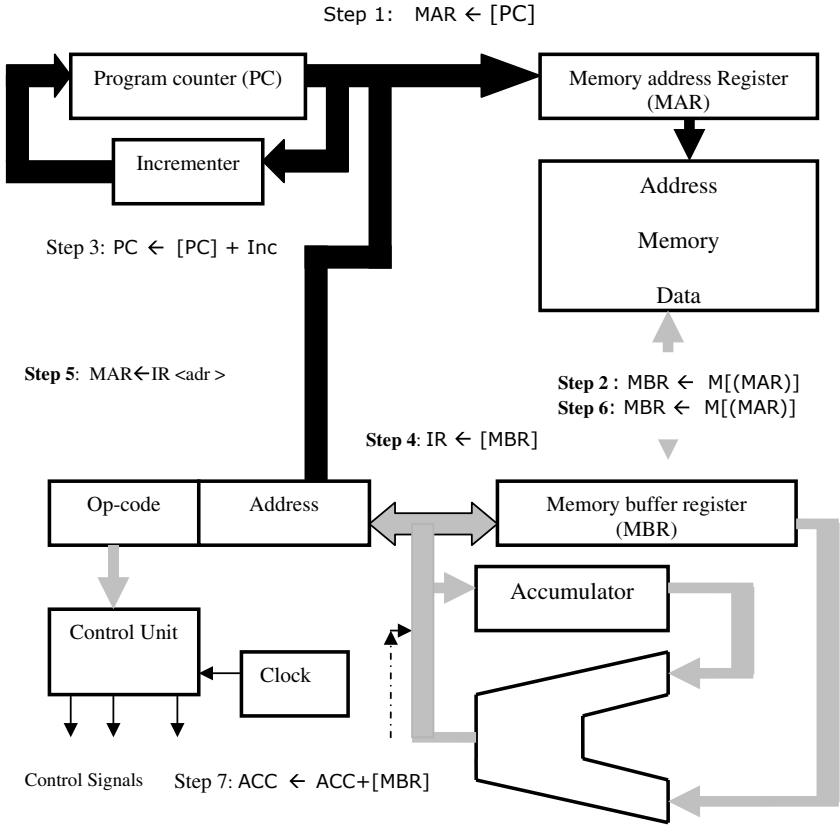 Step 1: MAR ← [PC]
Program counter (PC)
Memory address Register
(MAR)
Incrementer
Address
Memory
Data
Step 3: PC ← [PC] + Inc
Step 5: MAR←IR <adr >
Step 2 : MBR ← M[(MAR)]
Step 6: MBR ← M[(MAR)]
Step 4: IR ← [MBR]
Op-code
Address
Memory buffer register
(MBR)
Accumulator
Control Unit
Clock
Control Signals
Step 7: ACC ← ACC+[MBR]